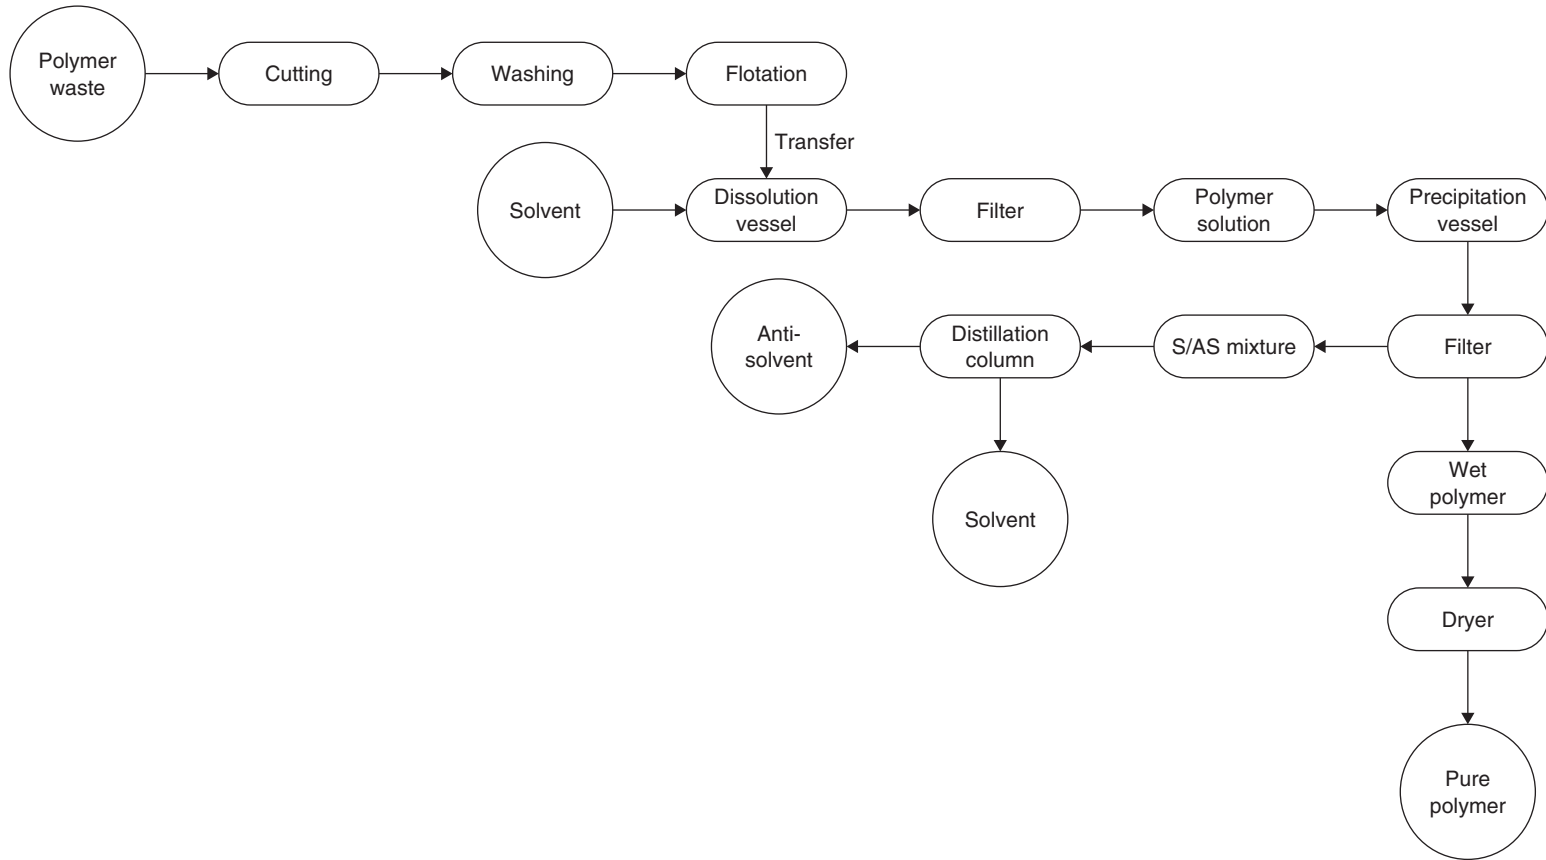 Polymer
waste
Cutting
Washing
Flotation
Transfer
Solvent
Dissolution
vessel
Filter
Polymer
solution
Precipitation
vessel
Anti-
solvent
Distillation
column
S/AS mixture
Filter
Solvent
Wet
polymer
Dryer
Pure
polymer